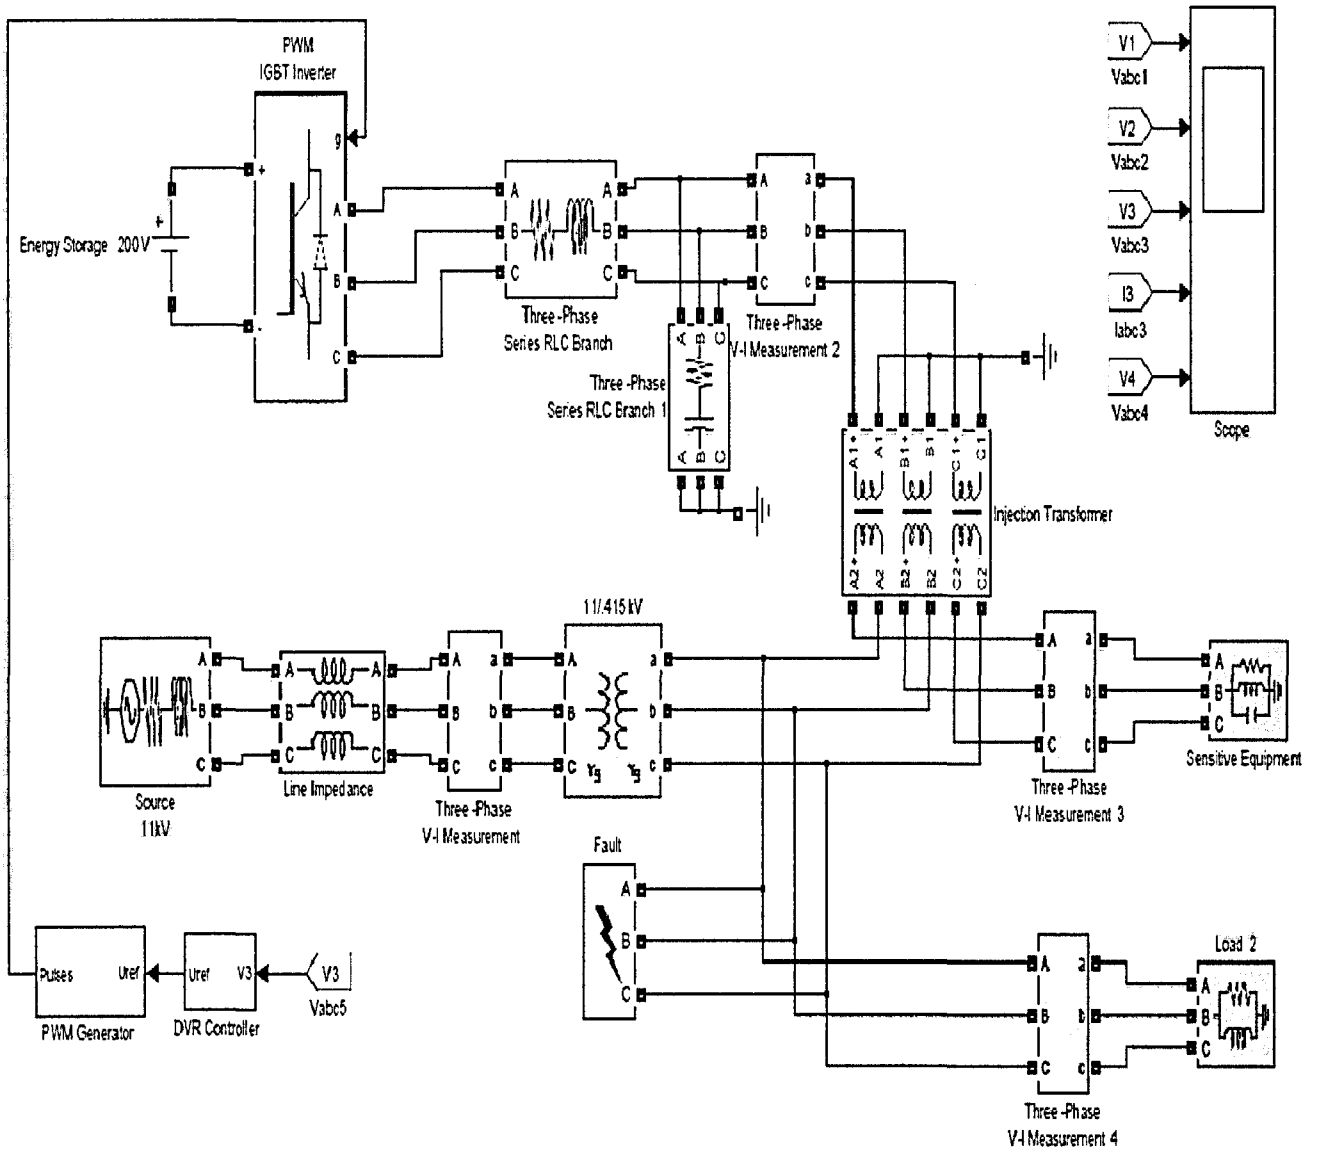 PWM
IGBT Inverter
g
+
A
B
C
-
+
Energy Storage 200V
A A
B B
C C
Three-Phase
Series RLC Branch
A a
B b
C c
Three-Phase
V-I Measurement 2
A B C
A B C
Three-Phase
Series RLC Branch 1
V1
Vabc1
V2
Vabc2
V3
Vabc3
I3
Iabc3
V4
Vabc4
Scope
A1+ A1 B1+ B1 C1+ C1
Injection Transformer
A2+ A2 B2+ B2 C2+ C2
A
B
C
Source
11kV
A A
B B
C C
Line Impedance
A a
B b
C c
Three-Phase
V-I Measurement
11/.415 kV
A a
B b
C c
Yg Yg
A a
B b
C c
Three-Phase
V-I Measurement 3
A
B
C
Sensitive Equipment
Fault
A
B
C
A a
B b
C c
Three-Phase
V-I Measurement 4
Load 2
A
B
C
Pulses Uref
PWM Generator
Uref V3
DVR Controller
V3
Vabc5